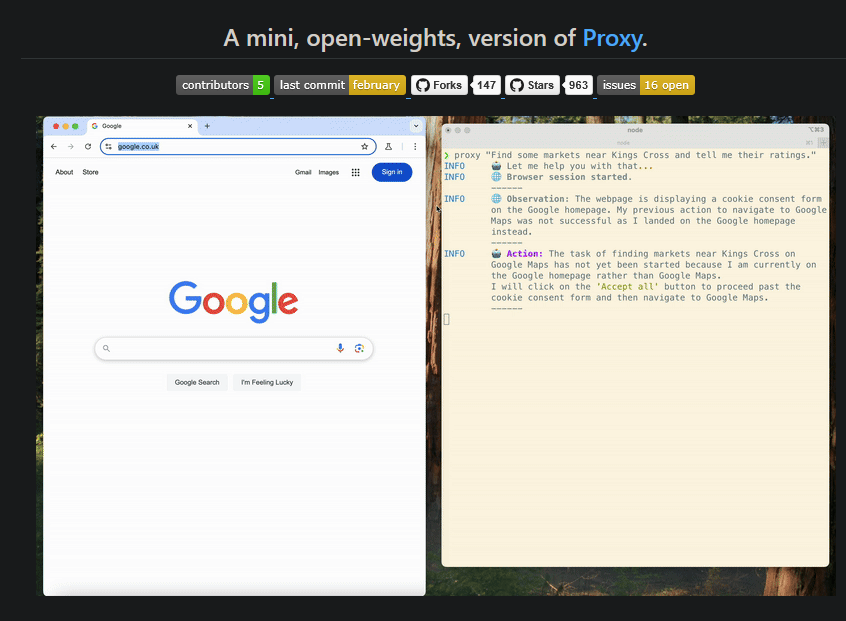 A mini, open-weights, version of Proxy.
contributors 5 last commit february Forks 147 Stars 963 issues 16 open
Google
google.co.uk
About Store Gmail Images Sign in
Google
Google Search I'm Feeling Lucky
node ⌥⌘3
node ⌘1 +
❯ proxy "Find some markets near Kings Cross and tell me their ratings."
INFO 🤖 Let me help you with that...
INFO 🌐 Browser session started.
------
INFO 🌐 Observation: The webpage is displaying a cookie consent form
on the Google homepage. My previous action to navigate to Google
Maps was not successful as I landed on the Google homepage
instead.
------
INFO 🤖 Action: The task of finding markets near Kings Cross on
Google Maps has not yet been started because I am currently on
the Google homepage rather than Google Maps.
I will click on the 'Accept all' button to proceed past the
cookie consent form and then navigate to Google Maps.
------